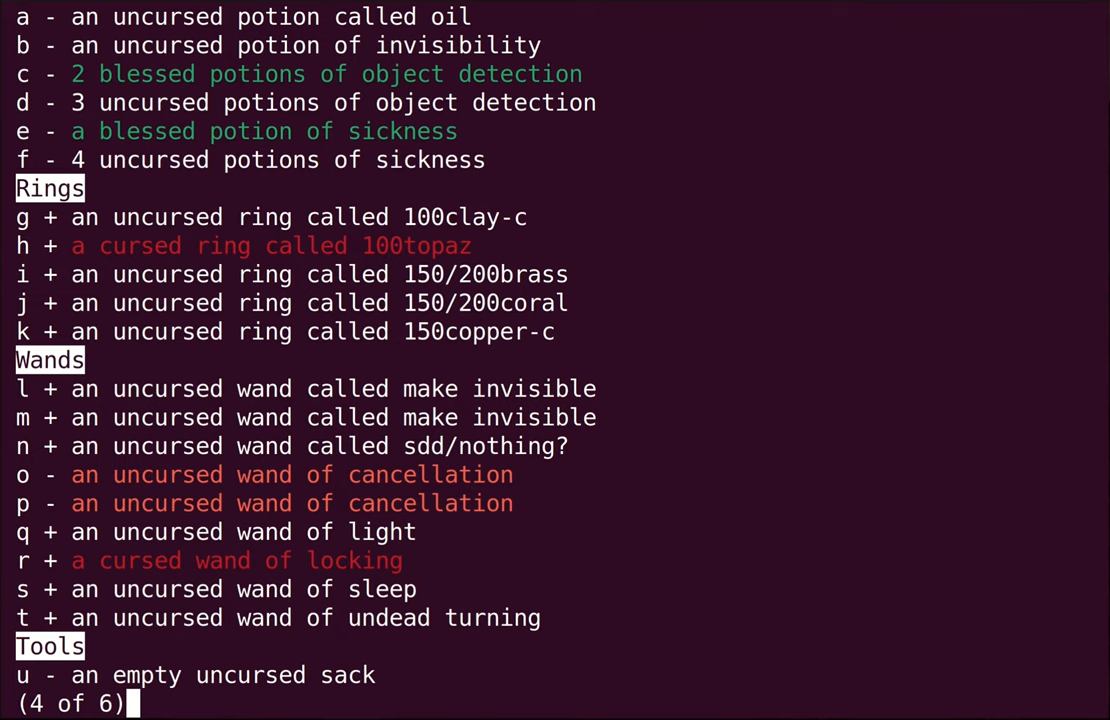 a - an uncursed potion called oil
b - an uncursed potion of invisibility
c - 2 blessed potions of object detection
d - 3 uncursed potions of object detection
e - a blessed potion of sickness
f - 4 uncursed potions of sickness
Rings
g + an uncursed ring called 100clay-c
h + a cursed ring called 100topaz
i + an uncursed ring called 150/200brass
j + an uncursed ring called 150/200coral
k + an uncursed ring called 150copper-c
Wands
l + an uncursed wand called make invisible
m + an uncursed wand called make invisible
n + an uncursed wand called sdd/nothing?
o - an uncursed wand of cancellation
p - an uncursed wand of cancellation
q + an uncursed wand of light
r + a cursed wand of locking
s + an uncursed wand of sleep
t + an uncursed wand of undead turning
Tools
u - an empty uncursed sack
(4 of 6)